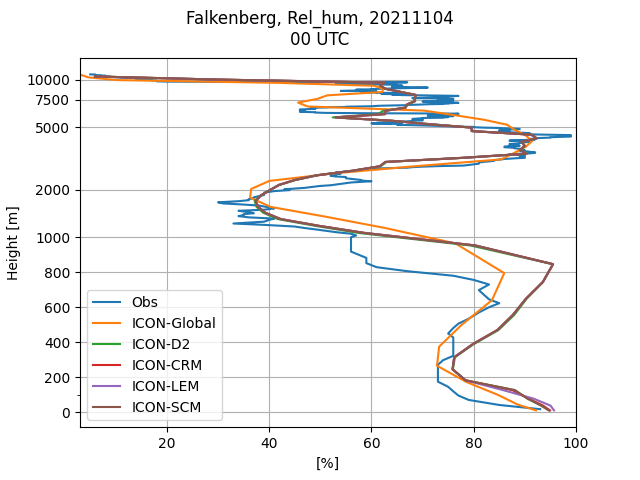 Falkenberg, Rel_hum, 20211104
00 UTC
10000
7500
5000
2000
1000
800
600
400
200
0
Height [m]
Obs
ICON-Global
ICON-D2
ICON-CRM
ICON-LEM
ICON-SCM
20
40
60
80
100
[%]